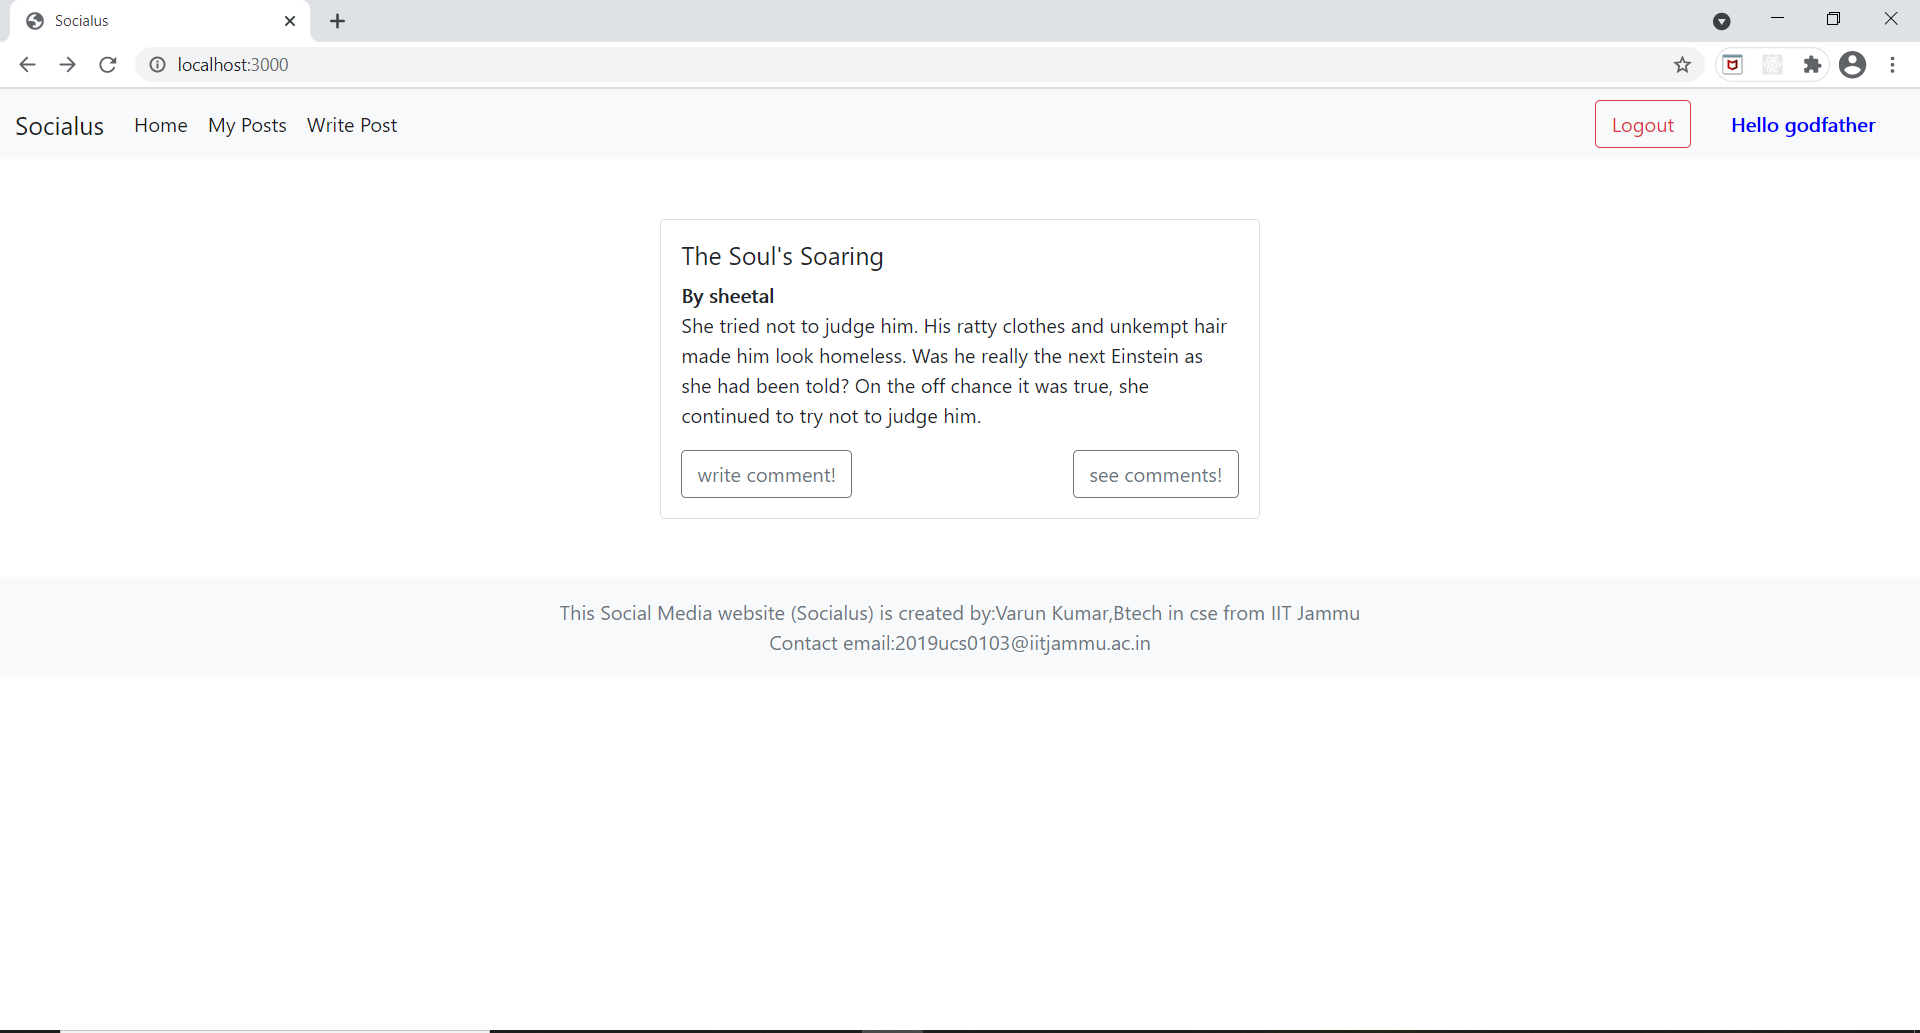 Socialus
localhost:3000
Socialus Home My Posts Write Post Logout Hello godfather
The Soul's Soaring
By sheetal
She tried not to judge him. His ratty clothes and unkempt hair
made him look homeless. Was he really the next Einstein as
she had been told? On the off chance it was true, she
continued to try not to judge him.
write comment! see comments!
This Social Media website (Socialus) is created by:Varun Kumar,Btech in cse from IIT Jammu
Contact email:2019ucs0103@iitjammu.ac.in